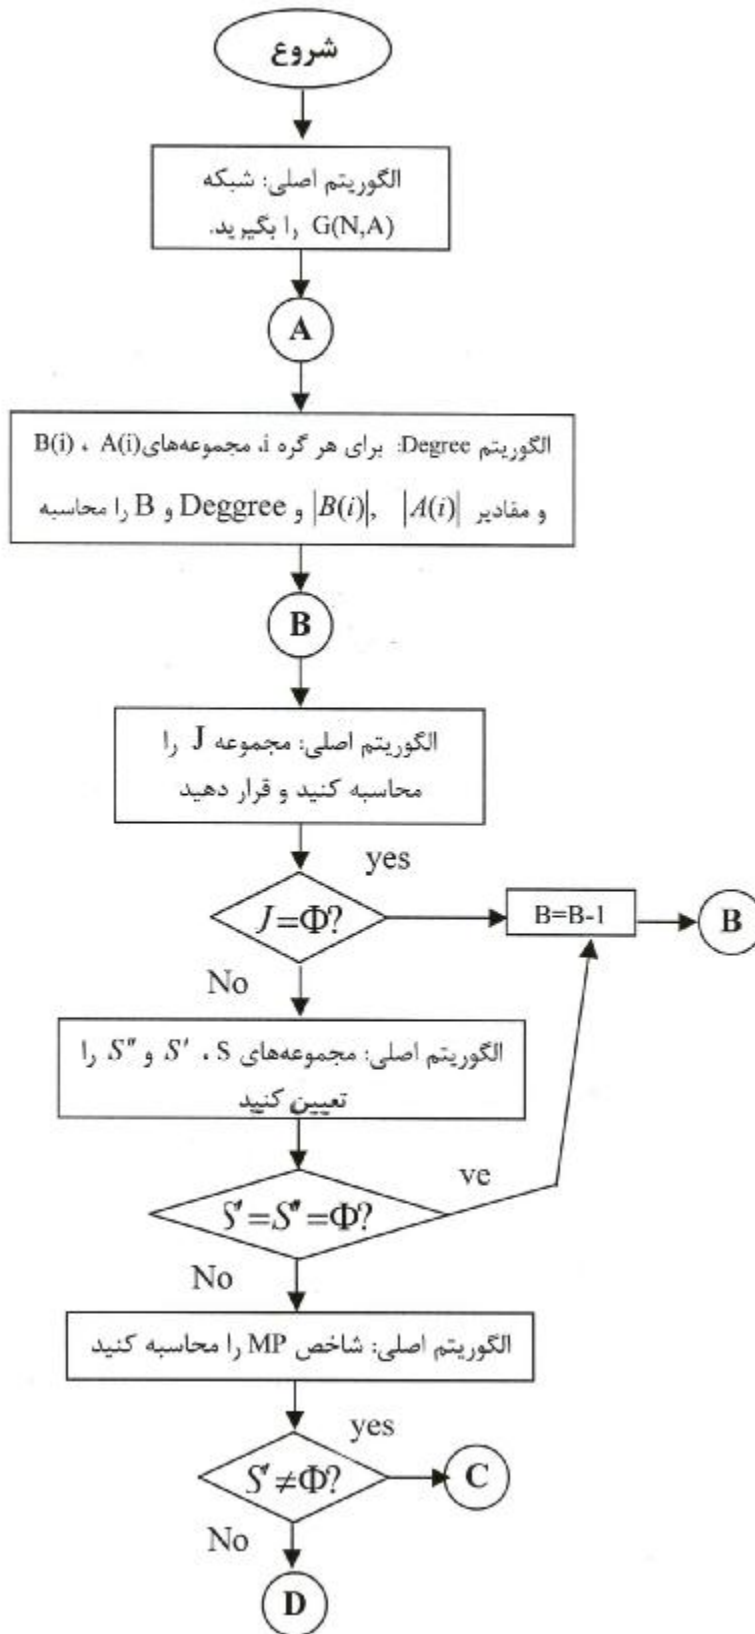 شروع
الگوریتم اصلی: شبکه
G(N,A) را بگیرید.
A
الگوریتم Degree: برای هر گره i، مجموعه‌های A(i) ، B(i)
و مقادیر |A(i)| , |B(i)| و Deggree و B را محاسبه
B
الگوریتم اصلی: مجموعه J را
محاسبه کنید و قرار دهید
yes
J=Φ?
B=B-1
B
No
الگوریتم اصلی: مجموعه‌های S ، S′ و S″ را
تعیین کنید
ve
S′=S″=Φ?
No
الگوریتم اصلی: شاخص MP را محاسبه کنید
yes
S′≠Φ?
C
No
D